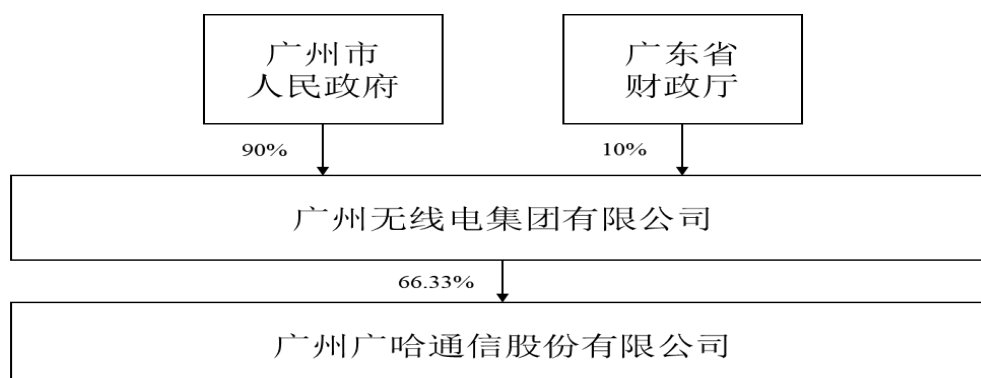 广州市
人民政府
广东省
财政厅
90%
10%
广州无线电集团有限公司
66.33%
广州广哈通信股份有限公司